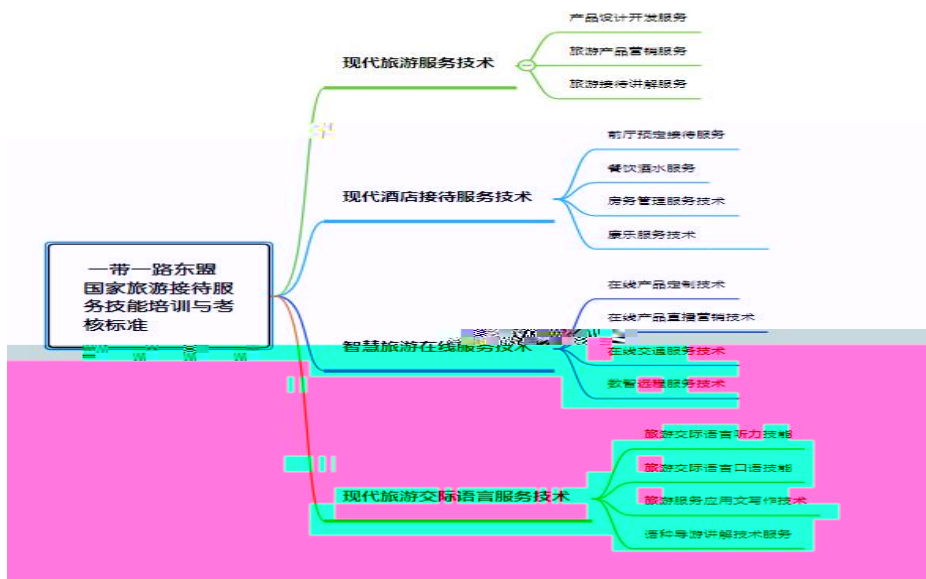 产品设计开发服务
现代旅游服务技术
旅游产品营销服务
旅游接待讲解服务
前厅预定接待服务
餐饮酒水服务
现代酒店接待服务技术
房务管理服务技术
康乐服务技术
一带一路东盟
国家旅游接待服
务技能培训与考
核标准
在线产品定制技术
在线产品直播营销技术
智慧旅游在线服务技术
在线交通服务技术
数智远程服务技术
旅游交际语言听力技能
旅游交际语言口语技能
现代旅游交际语言服务技术
旅游服务应用文写作技术
语种导游讲解技术服务